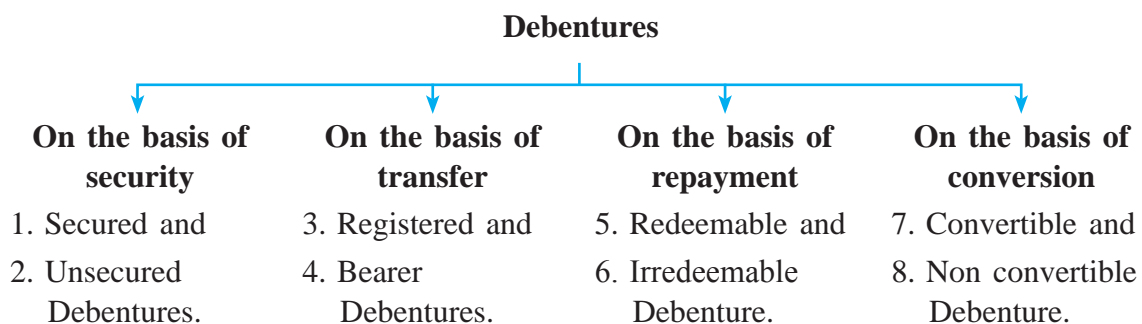 Debentures
On the basis of
security
1. Secured and
2. Unsecured
Debentures.
On the basis of
transfer
3. Registered and
4. Bearer
Debentures.
On the basis of
repayment
5. Redeemable and
6. Irredeemable
Debenture.
On the basis of
conversion
7. Convertible and
8. Non convertible
Debenture.